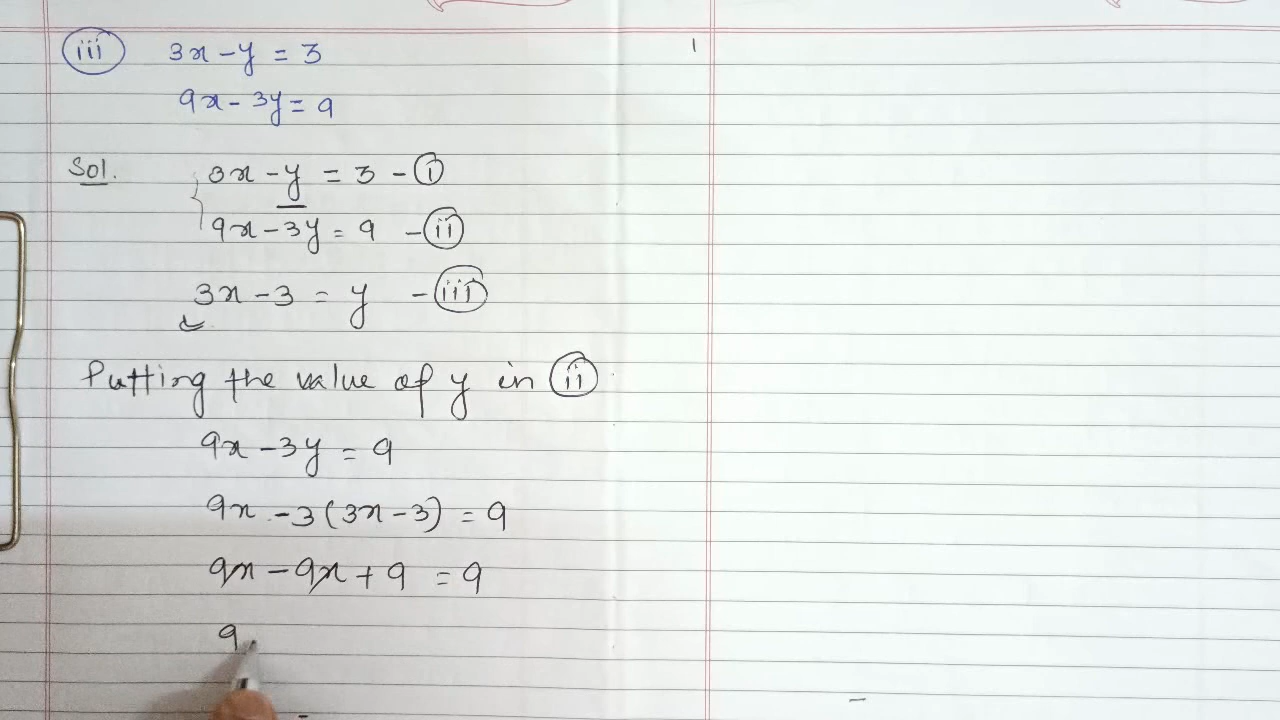 (iii) 3x - y = 3
9x - 3y = 9
Sol. 3x - y = 3 - (i)
9x - 3y = 9 - (ii)
3x - 3 = y - (iii)
Putting the value of y in (ii)
9x - 3y = 9
9x - 3(3x - 3) = 9
9x - 9x + 9 = 9
9